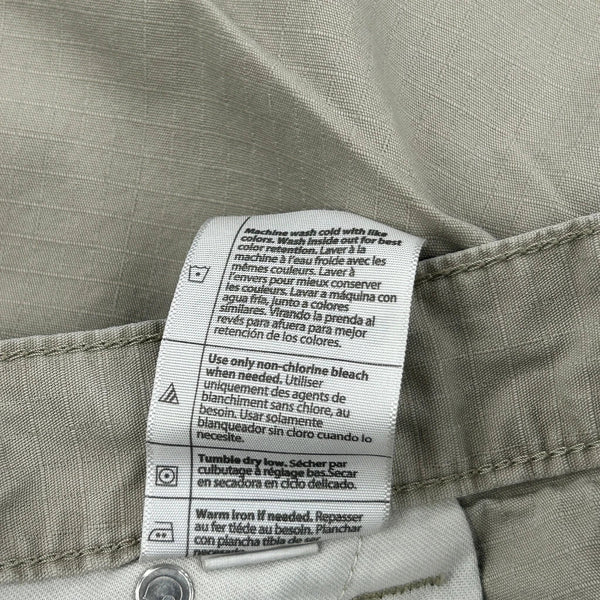 Machine wash cold with like
colors. Wash inside out for best
color retention. Laver à la
machine à l'eau froide avec les
mêmes couleurs. Laver à
l'envers pour mieux conserver
les couleurs. Lavar a máquina con
agua fría, junto a colores
similares. Virando la prenda al
revés para afuera para mejor
retención de los colores.
Use only non-chlorine bleach
when needed. Utiliser
uniquement des agents de
blanchiment sans chlore, au
besoin. Usar solamente
blanqueador sin cloro cuando lo
necesite.
Tumble dry low. Sécher par
culbutage à réglage bas.Secar
en secadora en ciclo delicado.
Warm iron if needed. Repasser
au fer tiéde au besoin. Planchar
con plancha tibia de ser
necesario